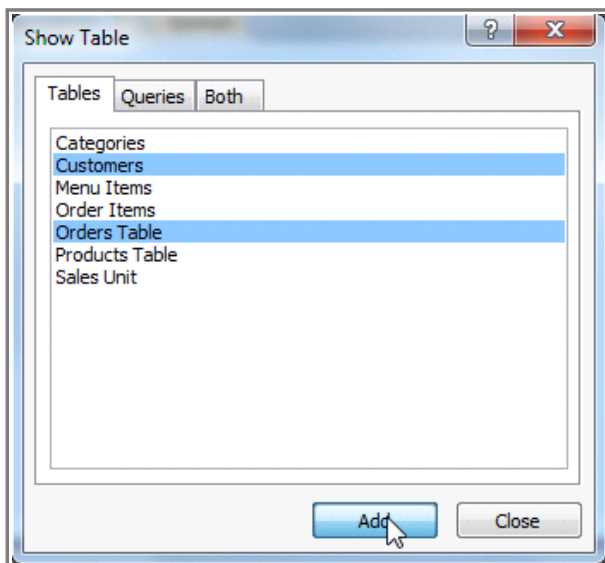 Show Table
?
X
Tables Queries Both
Categories
Customers
Menu Items
Order Items
Orders Table
Products Table
Sales Unit
Add Close